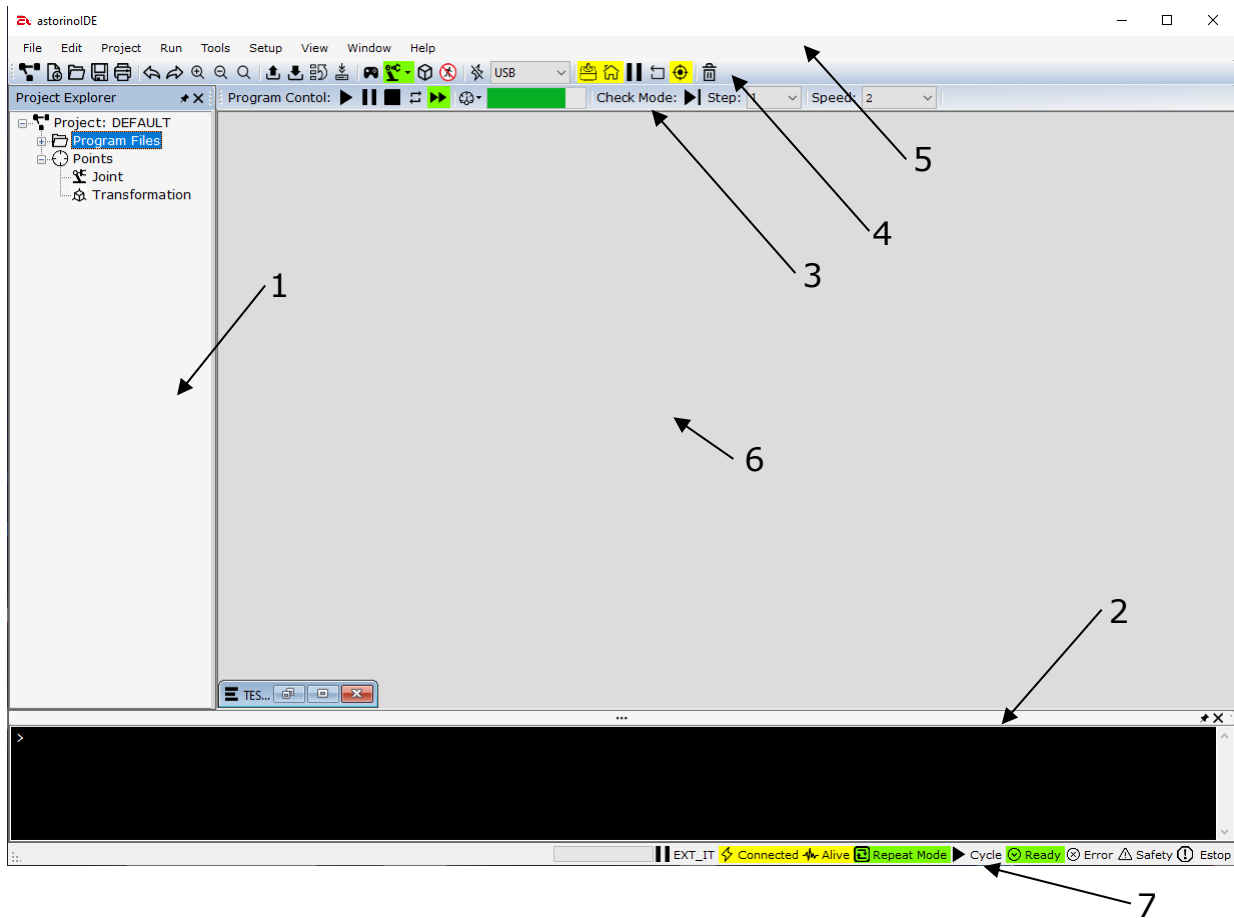 astorinoIDE
File Edit Project Run Tools Setup View Window Help
USB
Project Explorer
Program Contol: Check Mode: Step: 1 Speed: 2
Project: DEFAULT
Program Files
Points
Joint
Transformation
5
4
3
1
6
2
TES...
>
EXT_IT Connected Alive Repeat Mode Cycle Ready Error Safety Estop
7